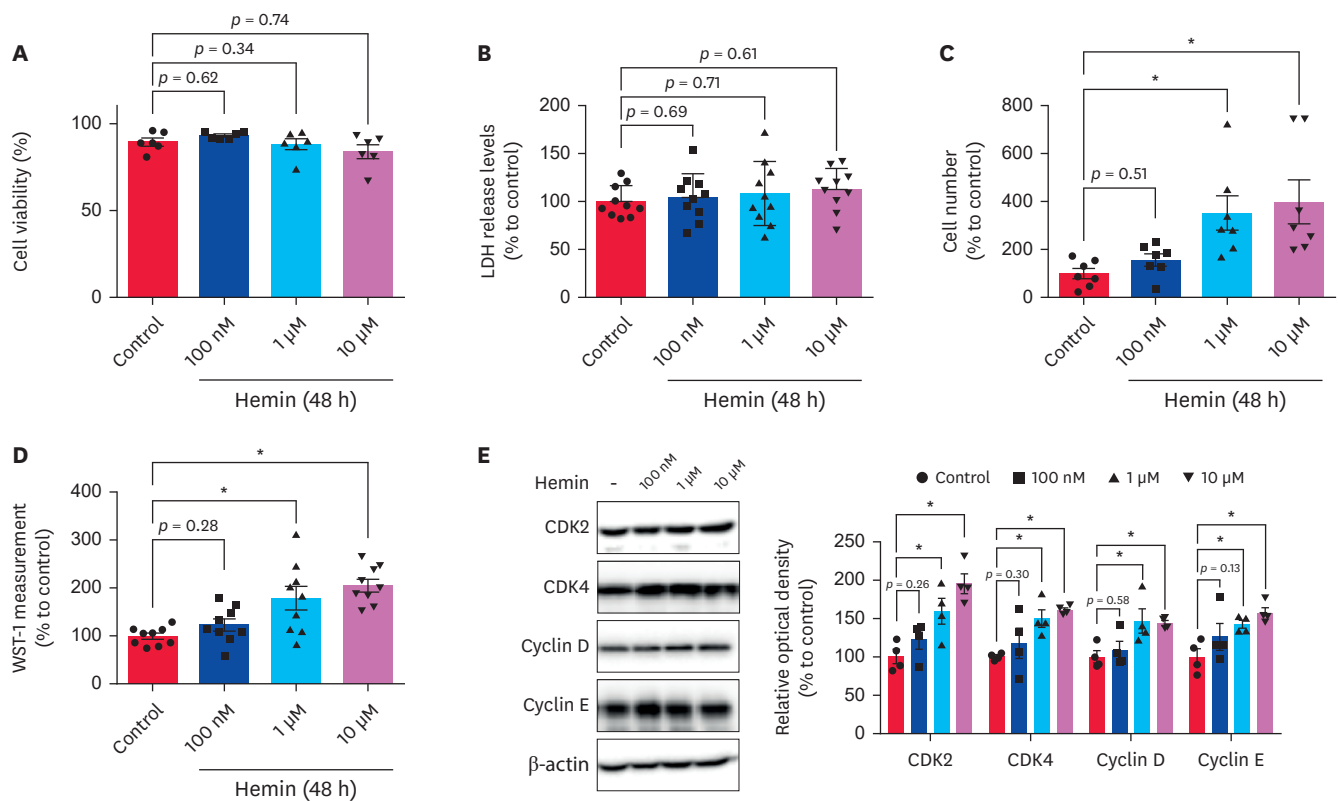 A
p = 0.74
p = 0.34
p = 0.62
Cell viability (%)
100
50
0
Control
100 nM
1 µM
10 µM
Hemin (48 h)
B
p = 0.61
p = 0.71
p = 0.69
LDH release levels
(% to control)
200
150
100
50
0
Control
100 nM
1 µM
10 µM
Hemin (48 h)
C
*
*
p = 0.51
Cell number
(% to control)
800
600
400
200
0
Control
100 nM
1 µM
10 µM
Hemin (48 h)
D
*
*
p = 0.28
WST-1 measurement
(% to control)
400
300
200
100
0
Control
100 nM
1 µM
10 µM
Hemin (48 h)
E
Hemin - 100 nM 1 µM 10 µM
CDK2
CDK4
Cyclin D
Cyclin E
β-actin
Control 100 nM 1 µM 10 µM
Relative optical density
(% to control)
250
200
150
100
50
0
*
*
p = 0.26
*
*
p = 0.30
*
*
p = 0.58
*
*
p = 0.13
CDK2 CDK4 Cyclin D Cyclin E